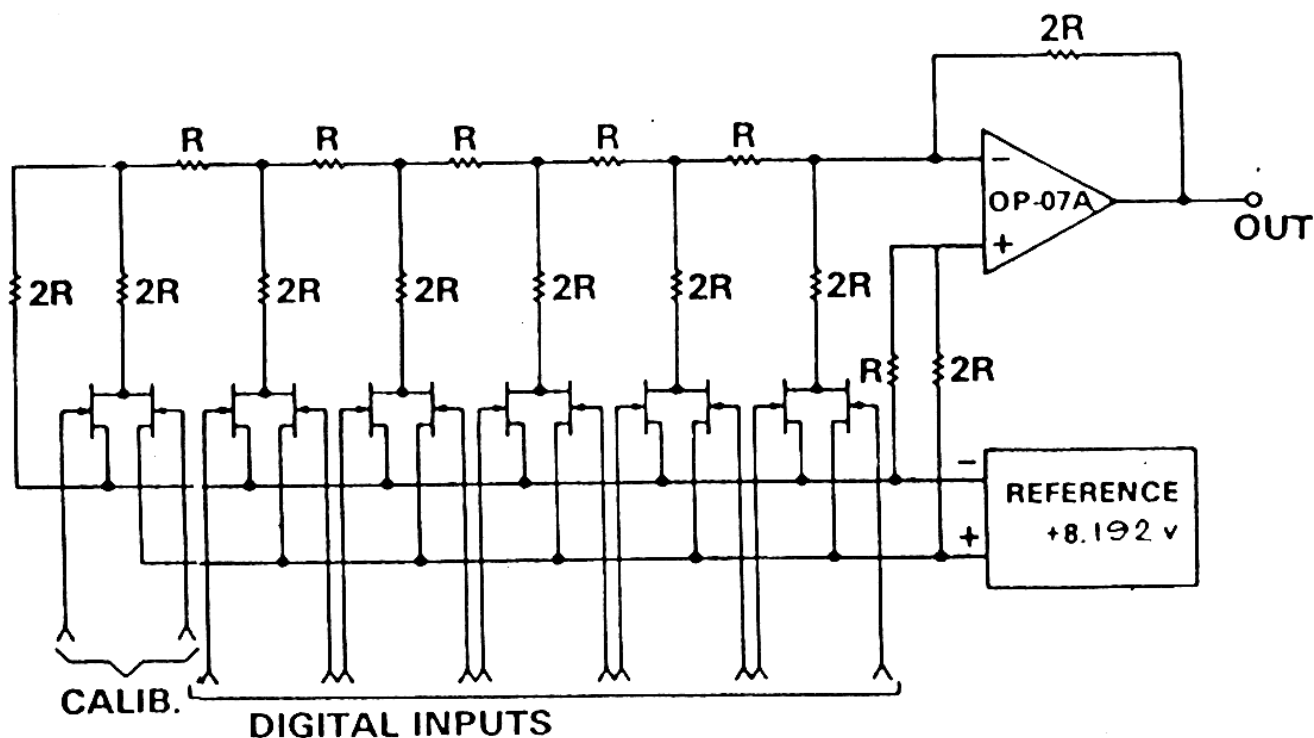 2R
R R R R R
-
OP-07A
+
OUT
2R 2R 2R 2R 2R 2R 2R
R 2R
-
REFERENCE
+
+8.192 v
CALIB.
DIGITAL INPUTS